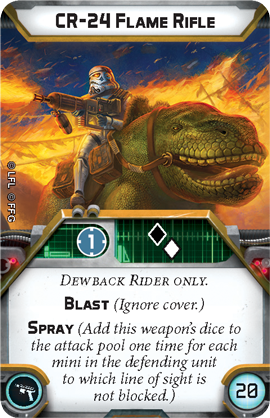 CR-24 Flame Rifle
© LFL © FFG
1
Dewback Rider only.
Blast (Ignore cover.)
Spray (Add this weapon's dice to
the attack pool one time for each
mini in the defending unit
to which line of sight is
not blocked.)
20